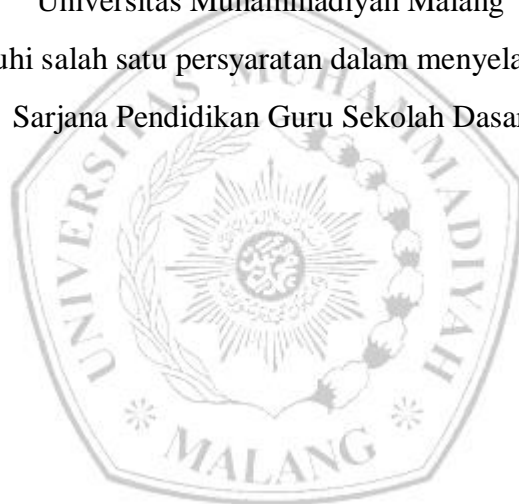 Universitas Muhammadiyah Malang
uhi salah satu persyaratan dalam menyela
Sarjana Pendidikan Guru Sekolah Dasar
UNIVERSITAS MUHAMMADIYAH
MALANG